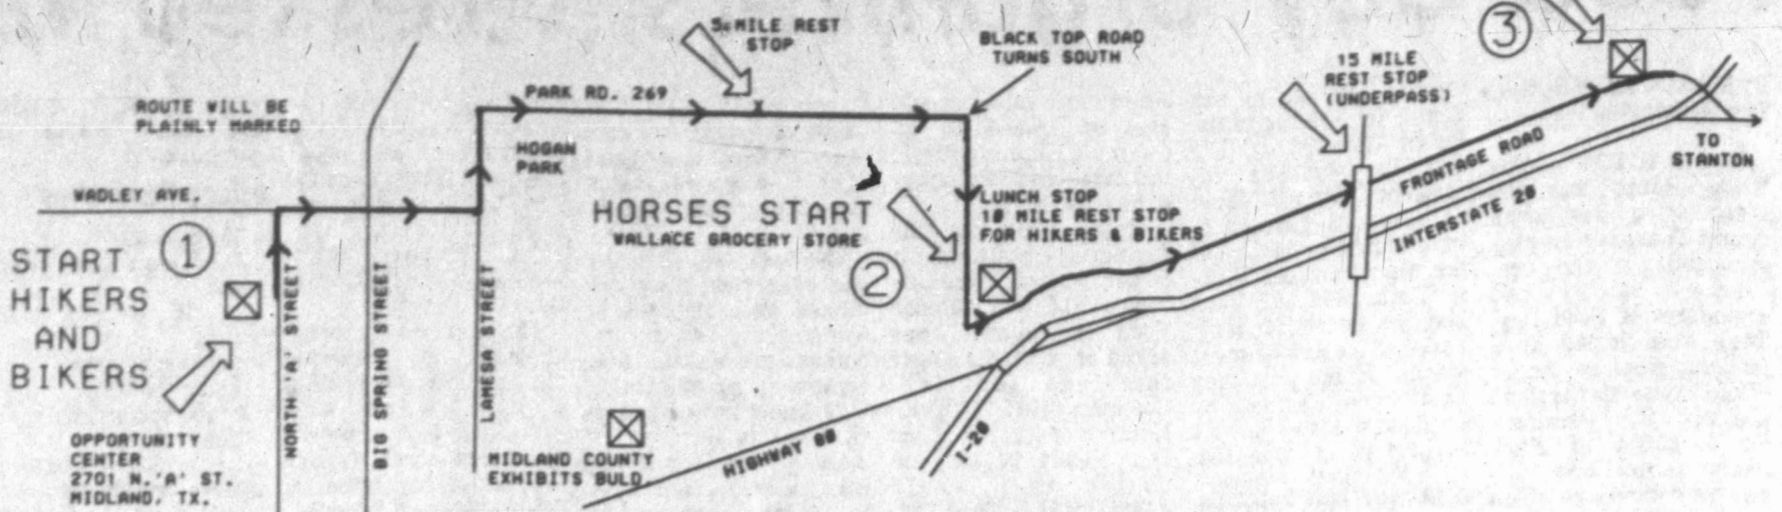 5 MILE REST
STOP
BLACK TOP ROAD
TURNS SOUTH
3
15 MILE
REST STOP
(UNDERPASS)
ROUTE WILL BE
PLAINLY MARKED
PARK RD. 269
HOGAN
PARK
WADLEY AVE.
1
START
HIKERS
AND
BIKERS
HORSES START
WALLACE GROCERY STORE
2
LUNCH STOP
10 MILE REST STOP
FOR HIKERS & BIKERS
FRONTAGE ROAD
INTERSTATE 20
TO
STANTON
NORTH 'A' STREET
BIG SPRING STREET
LAMESA STREET
OPPORTUNITY
CENTER
2701 N. 'A' ST.
MIDLAND, TX.
MIDLAND COUNTY
EXHIBITS BULD.
HIGHWAY 80
I-20